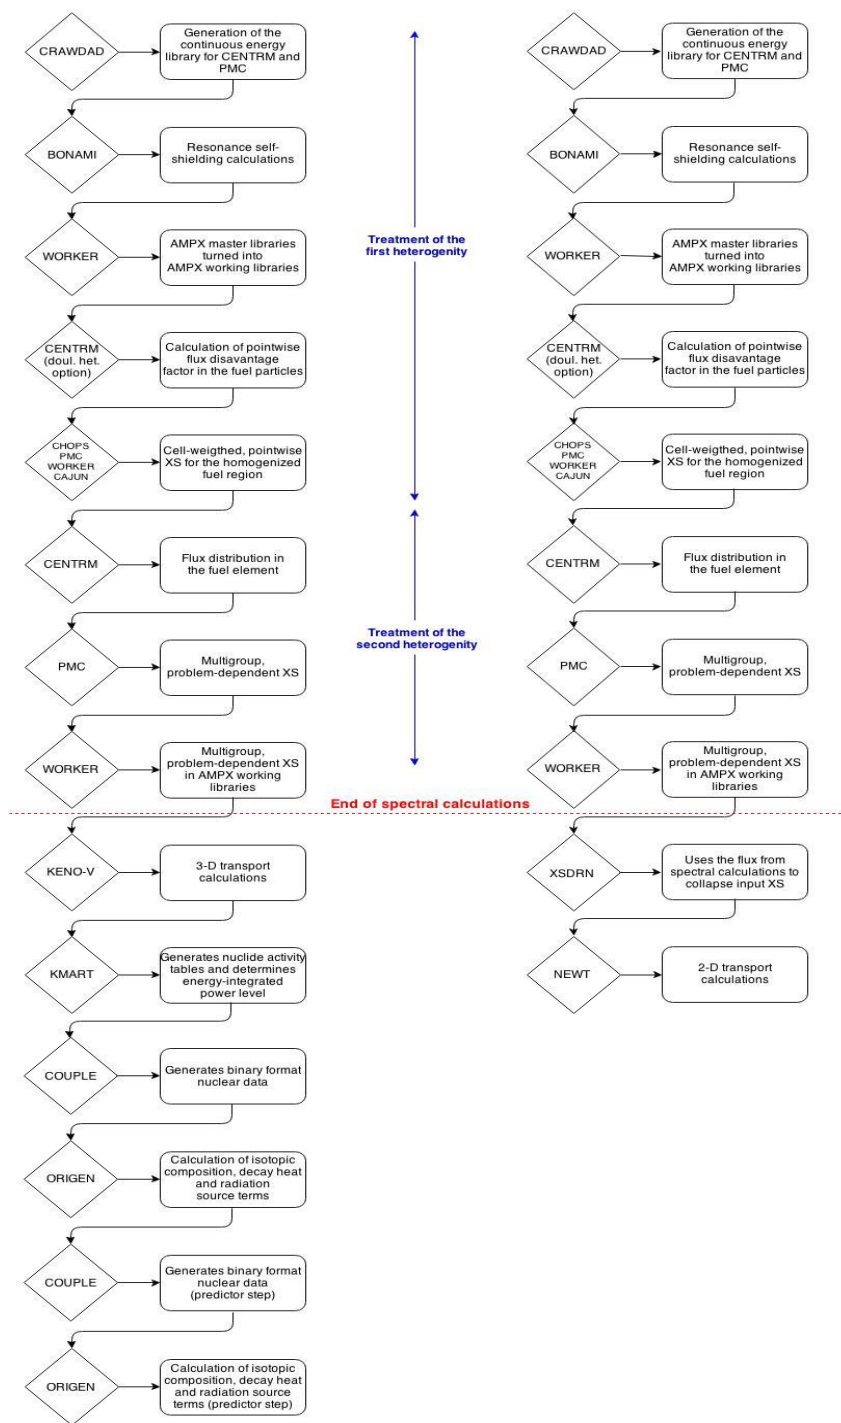 CRAWDAD
Generation of the
continuous energy
library for CENTRM and
PMC
BONAMI
Resonance self-
shielding calculations
WORKER
AMPX master libraries
turned into
AMPX working libraries
CENTRM
(doul. het.
option)
Calculation of pointwise
flux disavantage
factor in the fuel particles
CHOPS
PMC
WORKER
CAJUN
Cell-weigthed, pointwise
XS for the homogenized
fuel region
CENTRM
Flux distribution in
the fuel element
PMC
Multigroup,
problem-dependent XS
WORKER
Multigroup,
problem-dependent XS
in AMPX working
libraries
KENO-V
3-D transport
calculations
KMART
Generates nuclide activity
tables and determines
energy-integrated
power level
COUPLE
Generates binary format
nuclear data
ORIGEN
Calculation of isotopic
composition, decay heat
and radiation
source terms
COUPLE
Generates binary format
nuclear data
(predictor step)
ORIGEN
Calculation of isotopic
composition, decay heat
and radiation source
terms (predictor step)
Treatment of the
first heterogenity
Treatment of the
second heterogenity
End of spectral calculations
CRAWDAD
Generation of the
continuous energy
library for CENTRM and
PMC
BONAMI
Resonance self-
shielding calculations
WORKER
AMPX master libraries
turned into
AMPX working libraries
CENTRM
(doul. het.
option)
Calculation of pointwise
flux disavantage
factor in the fuel particles
CHOPS
PMC
WORKER
CAJUN
Cell-weigthed, pointwise
XS for the homogenized
fuel region
CENTRM
Flux distribution in
the fuel element
PMC
Multigroup,
problem-dependent XS
WORKER
Multigroup,
problem-dependent XS
in AMPX working
libraries
XSDRN
Uses the flux from
spectral calculations to
collapse input XS
NEWT
2-D transport
calculations